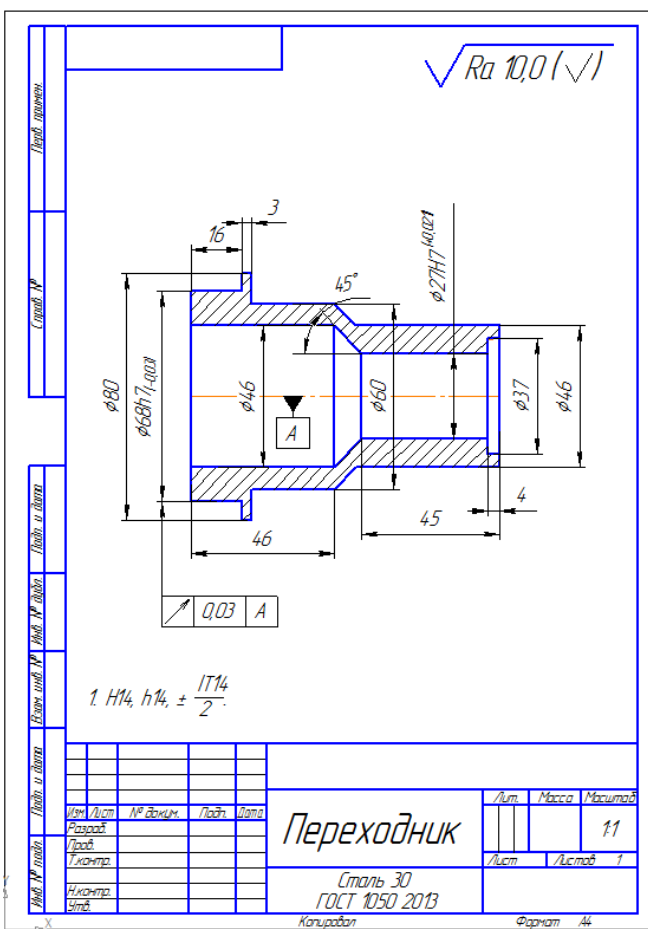 Ra 10,0 (√)
Перв. примен.
Справ. №
Подп. и дата
Инв. № дубл.
Взам. инв. №
Подп. и дата
Инв. № подл.
3
16
45°
⌀27H7(+0,021)
⌀80
⌀68h7(-0,03)
⌀46
А
⌀60
⌀37
⌀46
4
45
46
0,03 А
1. H14, h14, ± IT14/2.
Изм. Лист № докум. Подп. Дата
Разраб.
Пров.
Т.контр.
Н.контр.
Утв.
Переходник
Сталь 30
ГОСТ 1050 2013
Лит. Масса Масштаб
1:1
Лист Листов 1
Копировал Формат А4
X